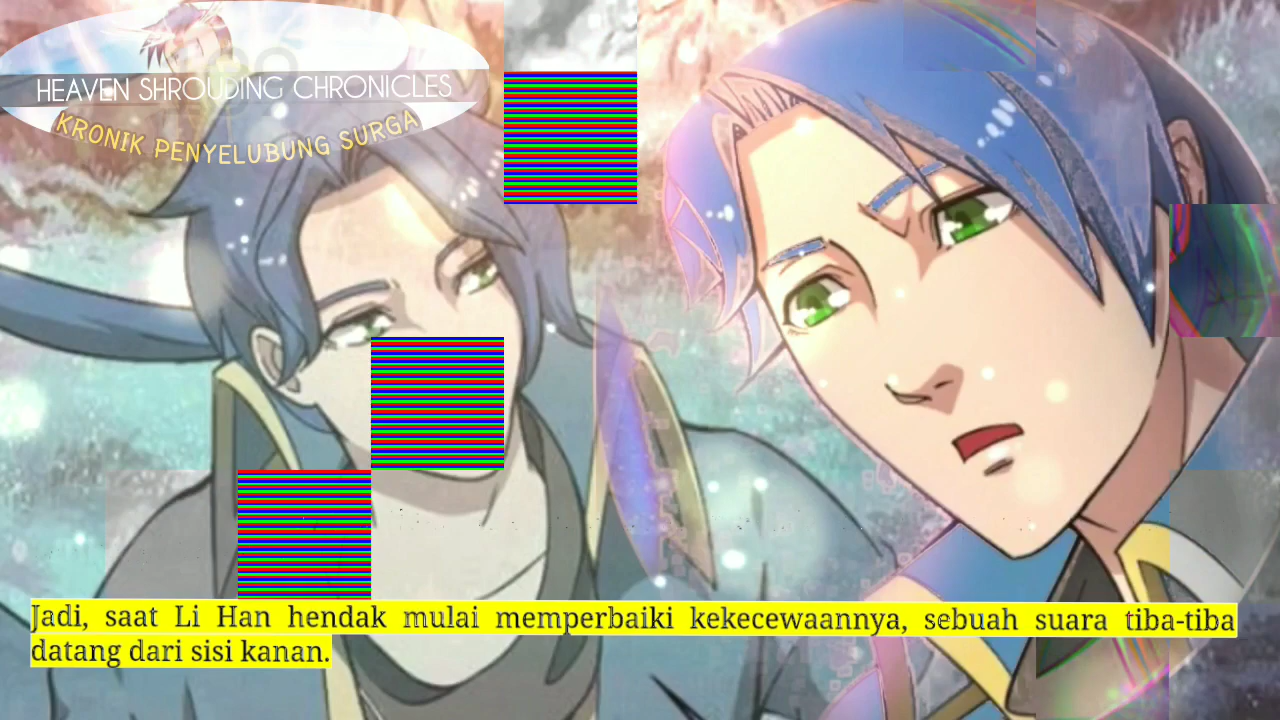 HEAVEN SHROUDING CHRONICLES
KRONIK PENYELUBUNG SURGA
Jadi, saat Li Han hendak mulai memperbaiki kekecewaannya, sebuah suara tiba-tiba
datang dari sisi kanan.